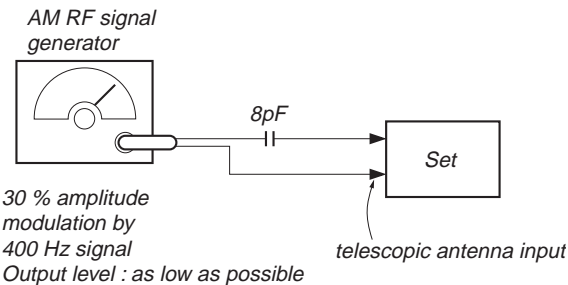 AM RF signal
generator
8pF
Set
30 % amplitude
modulation by
400 Hz signal
Output level : as low as possible
telescopic antenna input